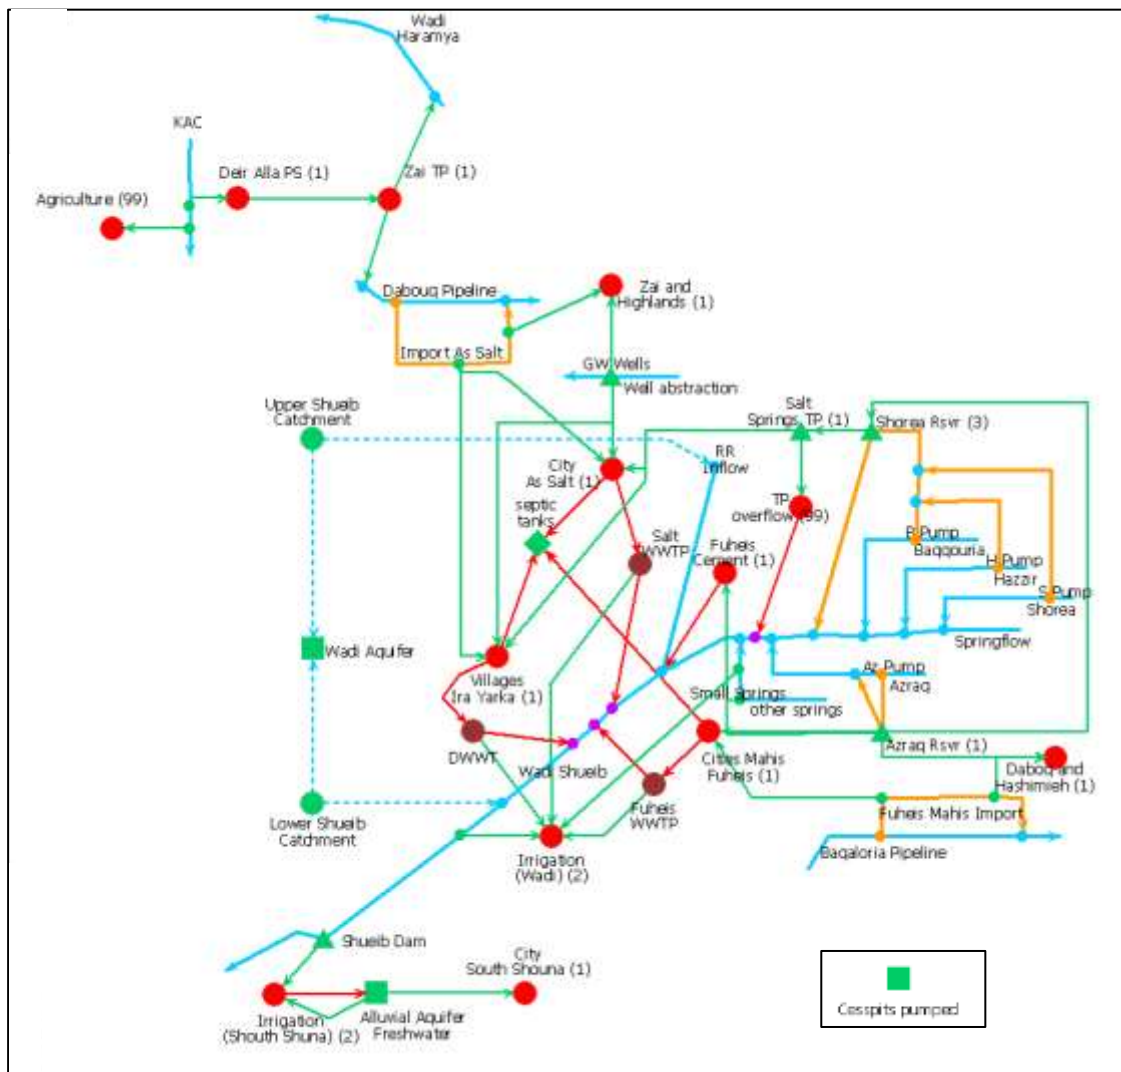 Wadi
Haramya
KAC
Deir Alla PS (1)
Zai TP (1)
Agriculture (99)
Dabouq Pipeline
Zai and
Highlands (1)
Import As Salt
GW Wells
Well abstraction
Upper Shueib
Catchment
Salt
Springs TP (1)
Shorea Rsvr (3)
City
As Salt (1)
RR
Inflow
septic
tanks
TP
overflow (99)
Salt
WWTP
Fuheis
Cement (1)
B Pump
Baqqouria
H Pump
Hazzir
S Pump
Shorea
Springflow
Wadi Aquifer
Villages
Ira Yarka (1)
Az Pump
Azraq
Small Springs
other springs
DWWT
Wadi Shueib
Cities Mahis
Fuheis (1)
Azraq Rsvr (1)
Daboq and
Hashimieh (1)
Lower Shueib
Catchment
Fuheis
WWTP
Fuheis Mahis Import
Irrigation
(Wadi) (2)
Baqaloria Pipeline
Shueib Dam
City
South Shouna (1)
Irrigation
(Shouth Shuna) (2)
Alluvial Aquifer
Freshwater
Cesspits pumped